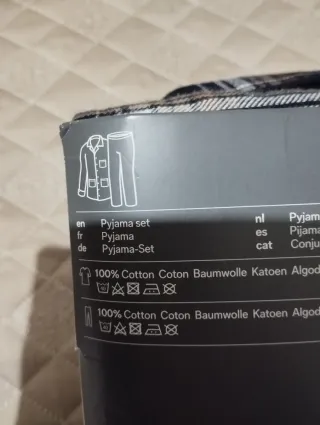 en Pyjama set nl Pyjam
fr Pyjama es Pijama
de Pyjama-Set cat Conju
100% Cotton Coton Baumwolle Katoen Algod
100% Cotton Coton Baumwolle Katoen Algod